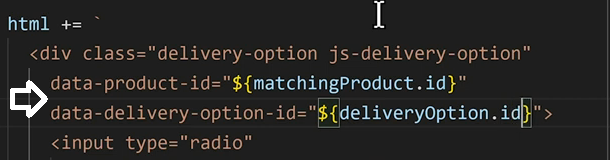 html += `
<div class="delivery-option js-delivery-option"
data-product-id="${matchingProduct.id}"
data-delivery-option-id="${deliveryOption.id}">
<input type="radio"